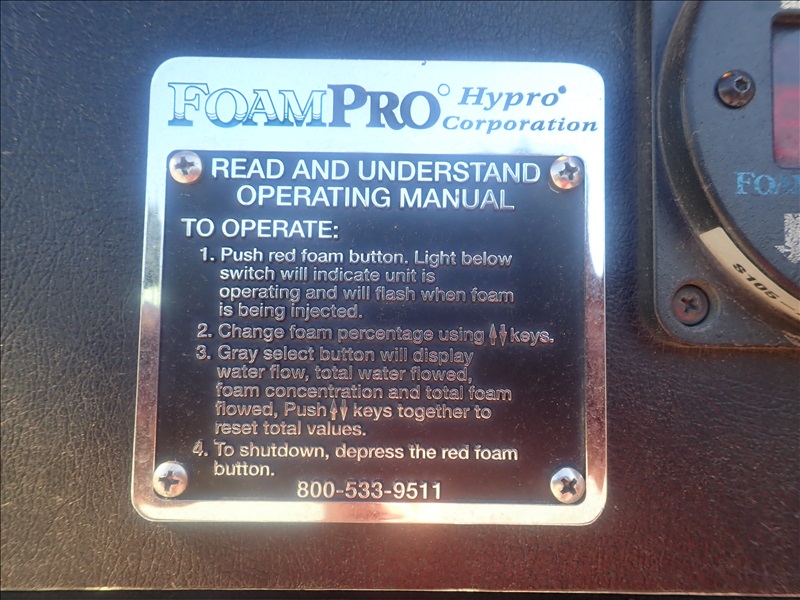 FOAMPRO Hypro
Corporation
READ AND UNDERSTAND
OPERATING MANUAL
TO OPERATE:
1. Push red foam button. Light below
switch will indicate unit is
operating and will flash when foam
is being injected.
2. Change foam percentage using ⇧⇩ keys.
3. Gray select button will display
water flow, total water flowed,
foam concentration and total foam
flowed, Push ⇧⇩ keys together to
reset total values.
4. To shutdown, depress the red foam
button.
800-533-9511
FOA
S105